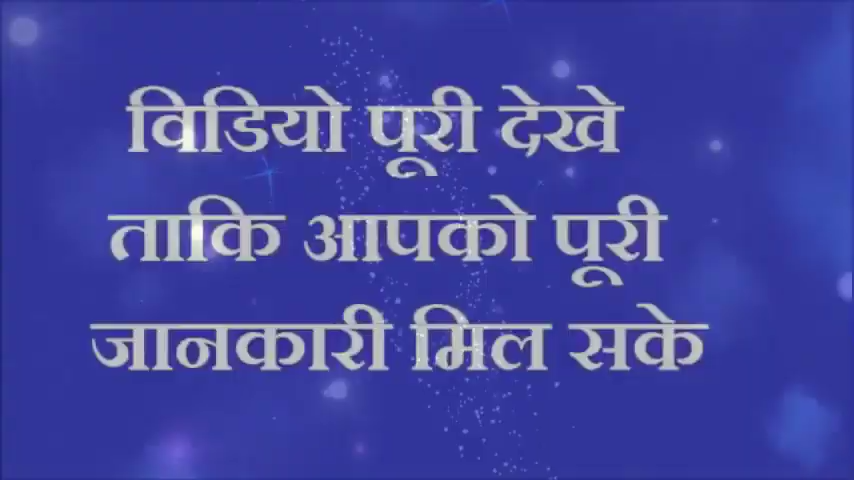 विडियो पूरी देखे
ताकि आपको पूरी
जानकारी मिल सके